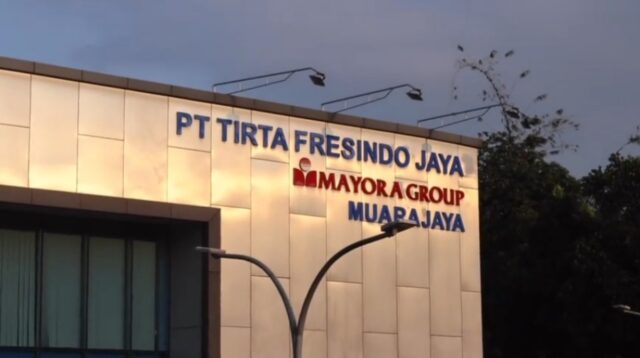 PT TIRTA FRESINDO JAYA
MAYORA GROUP
MUARAJAYA